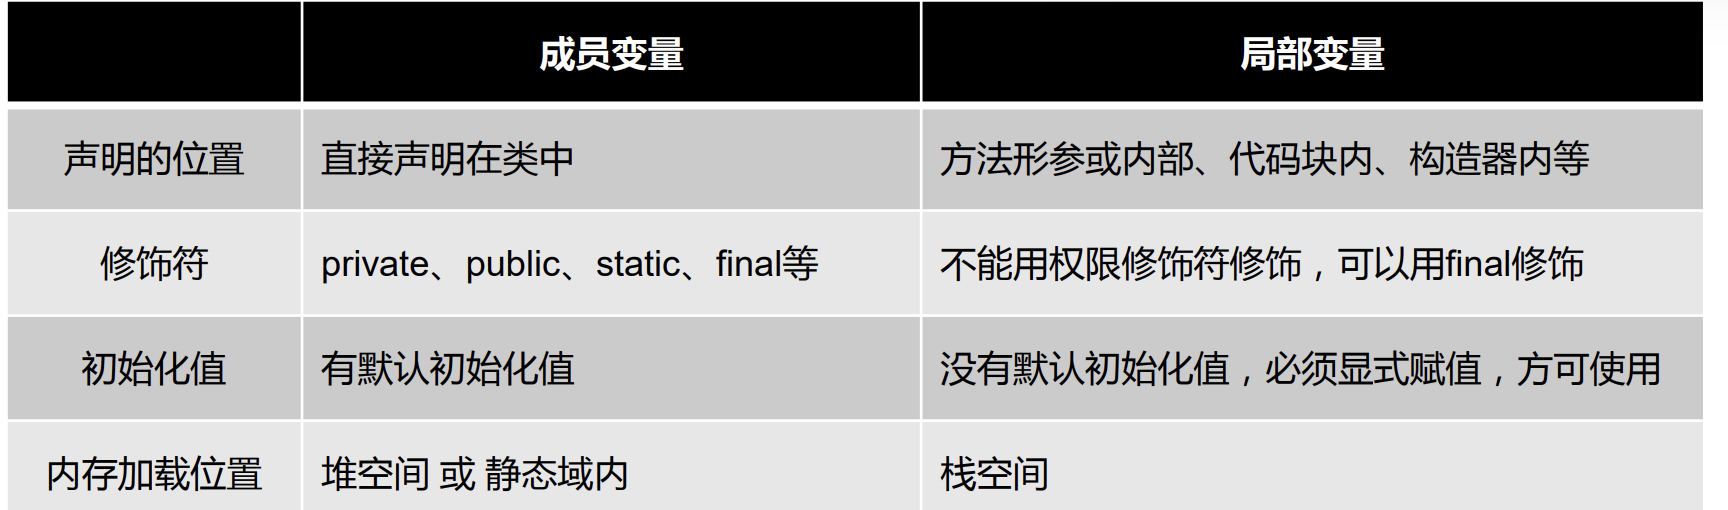 成员变量
局部变量
声明的位置
直接声明在类中
方法形参或内部、代码块内、构造器内等
修饰符
private、public、static、final等
不能用权限修饰符修饰，可以用final修饰
初始化值
有默认初始化值
没有默认初始化值，必须显式赋值，方可使用
内存加载位置
堆空间 或 静态域内
栈空间